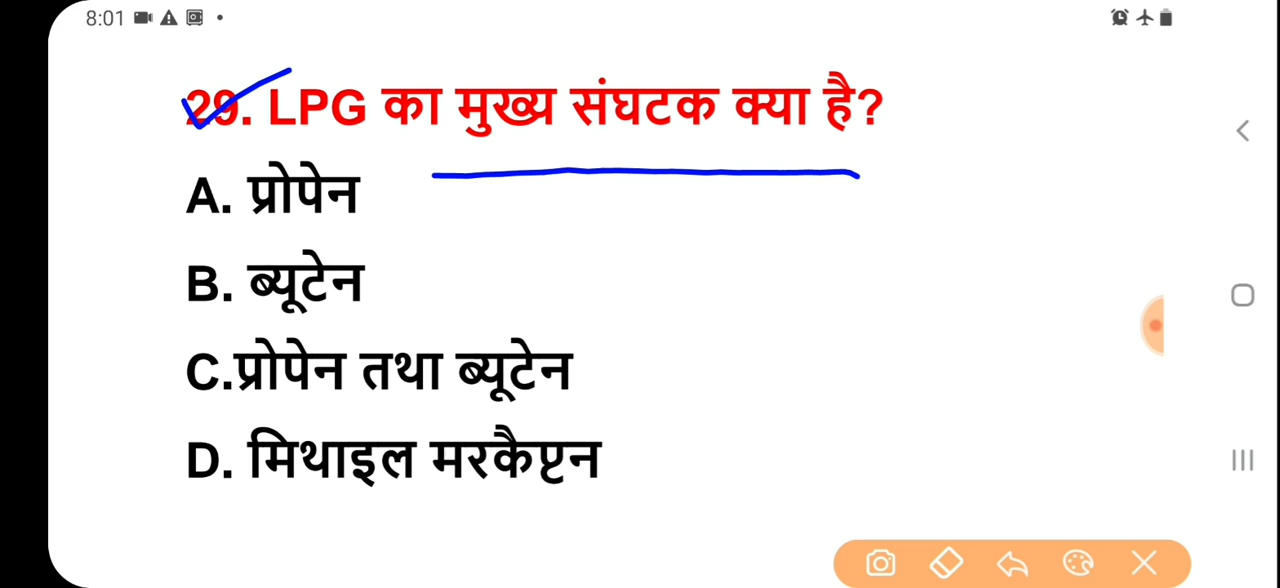 8:01
29. LPG का मुख्य संघटक क्या है?
A. प्रोपेन
B. ब्यूटेन
C.प्रोपेन तथा ब्यूटेन
D. मिथाइल मरकैप्टन